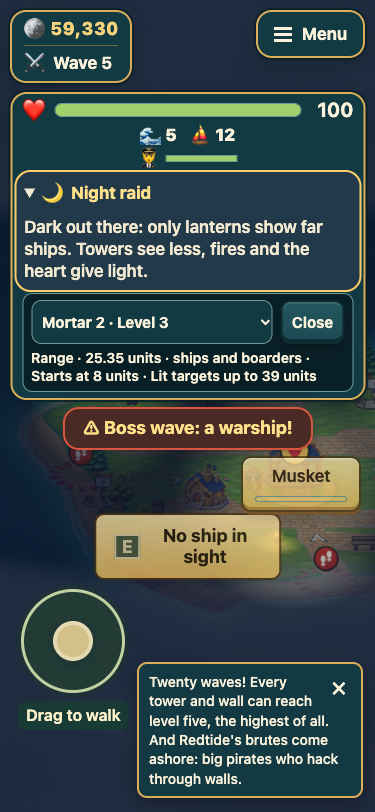 59,330
Wave 5
Menu
100
5 12
Night raid
Dark out there: only lanterns show far
ships. Towers see less, fires and the
heart give light.
Mortar 2 · Level 3
Close
Range · 25.35 units · ships and boarders ·
Starts at 8 units · Lit targets up to 39 units
⚠ Boss wave: a warship!
Musket
E
No ship in
sight
Drag to walk
Twenty waves! Every
tower and wall can reach
level five, the highest of all.
And Redtide's brutes come
ashore: big pirates who hack
through walls.